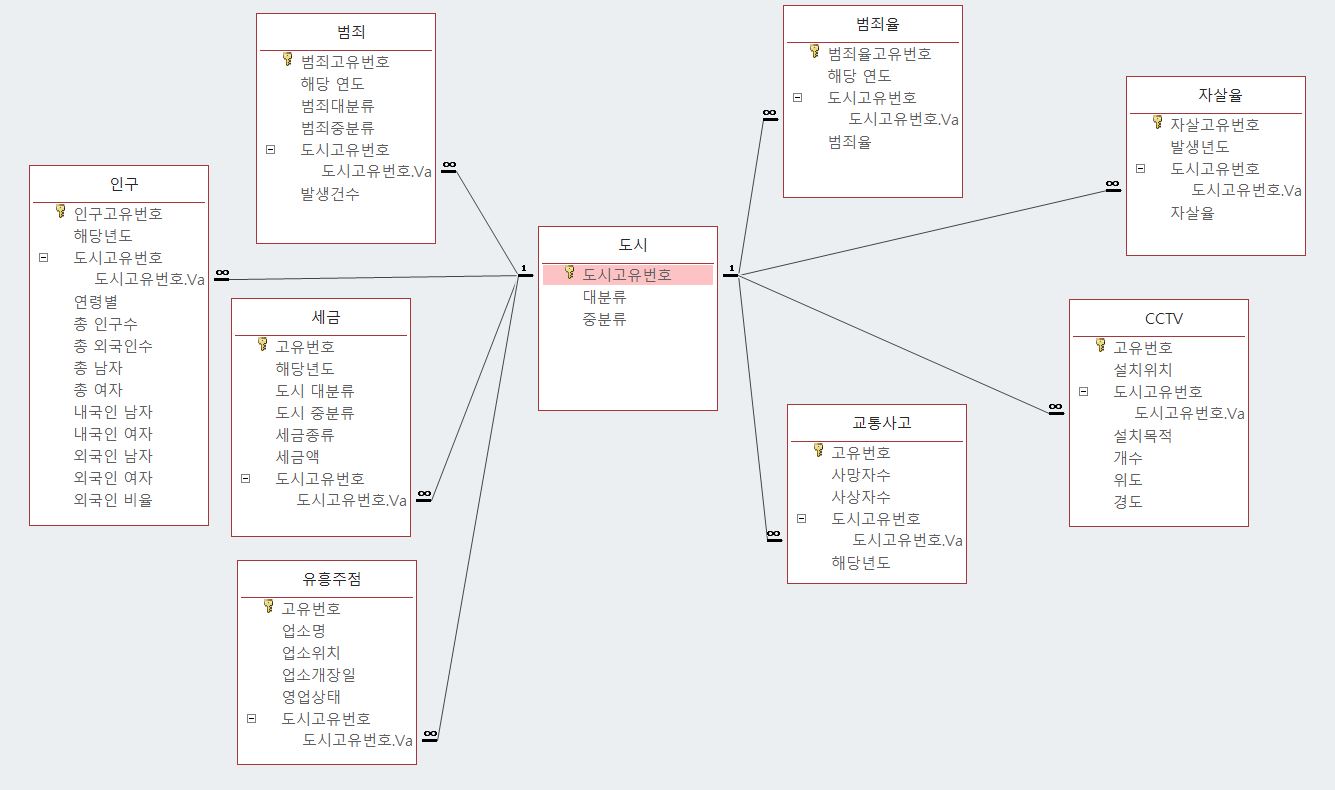 범죄
범죄고유번호
해당 연도
범죄대분류
범죄중분류
도시고유번호
도시고유번호.Va
발생건수
범죄율
범죄율고유번호
해당 연도
도시고유번호
도시고유번호.Va
범죄율
자살율
자살고유번호
발생년도
도시고유번호
도시고유번호.Va
자살율
인구
인구고유번호
해당년도
도시고유번호
도시고유번호.Va
연령별
총 인구수
총 외국인수
총 남자
총 여자
내국인 남자
내국인 여자
외국인 남자
외국인 여자
외국인 비율
도시
도시고유번호
대분류
중분류
세금
고유번호
해당년도
도시 대분류
도시 중분류
세금종류
세금액
도시고유번호
도시고유번호.Va
CCTV
고유번호
설치위치
도시고유번호
도시고유번호.Va
설치목적
개수
위도
경도
교통사고
고유번호
사망자수
사상자수
도시고유번호
도시고유번호.Va
해당년도
유흥주점
고유번호
업소명
업소위치
업소개장일
영업상태
도시고유번호
도시고유번호.Va
∞
∞
∞
∞
∞
∞
∞
∞
1
1